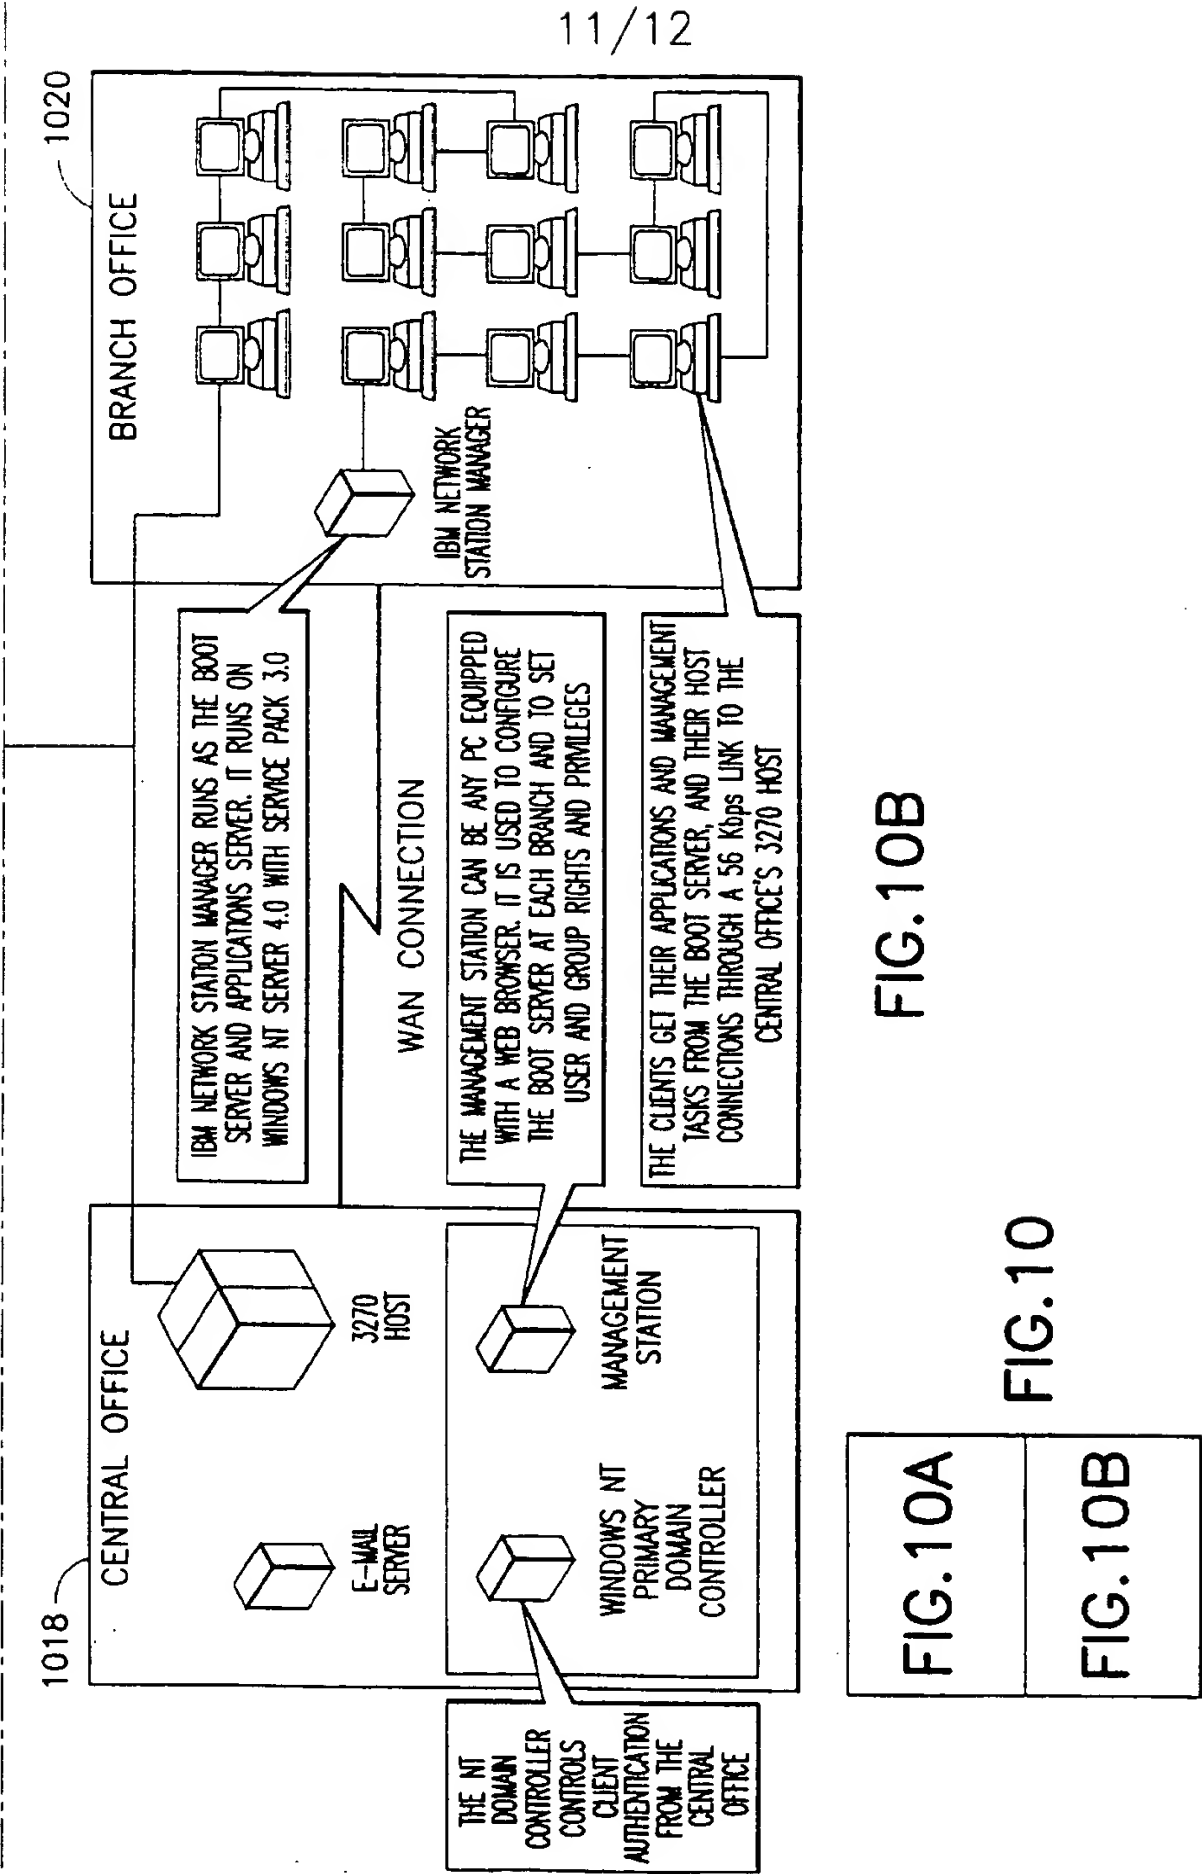 11/12
1018
CENTRAL OFFICE
E-MAIL
SERVER
3270
HOST
WINDOWS NT
PRIMARY
DOMAIN
CONTROLLER
MANAGEMENT
STATION
THE NT
DOMAIN
CONTROLLER
CONTROLS
CLIENT
AUTHENTICATION
FROM THE
CENTRAL
OFFICE
IBM NETWORK STATION MANAGER RUNS AS THE BOOT
SERVER AND APPLICATIONS SERVER. IT RUNS ON
WINDOWS NT SERVER 4.0 WITH SERVICE PACK 3.0
WAN CONNECTION
THE MANAGEMENT STATION CAN BE ANY PC EQUIPPED
WITH A WEB BROWSER. IT IS USED TO CONFIGURE
THE BOOT SERVER AT EACH BRANCH AND TO SET
USER AND GROUP RIGHTS AND PRIVILEGES
THE CLIENTS GET THEIR APPLICATIONS AND MANAGEMENT
TASKS FROM THE BOOT SERVER, AND THEIR HOST
CONNECTIONS THROUGH A 56 Kbps LINK TO THE
CENTRAL OFFICE'S 3270 HOST
1020
BRANCH OFFICE
IBM NETWORK
STATION MANAGER
FIG.10A
FIG.10B
FIG.10
FIG.10B